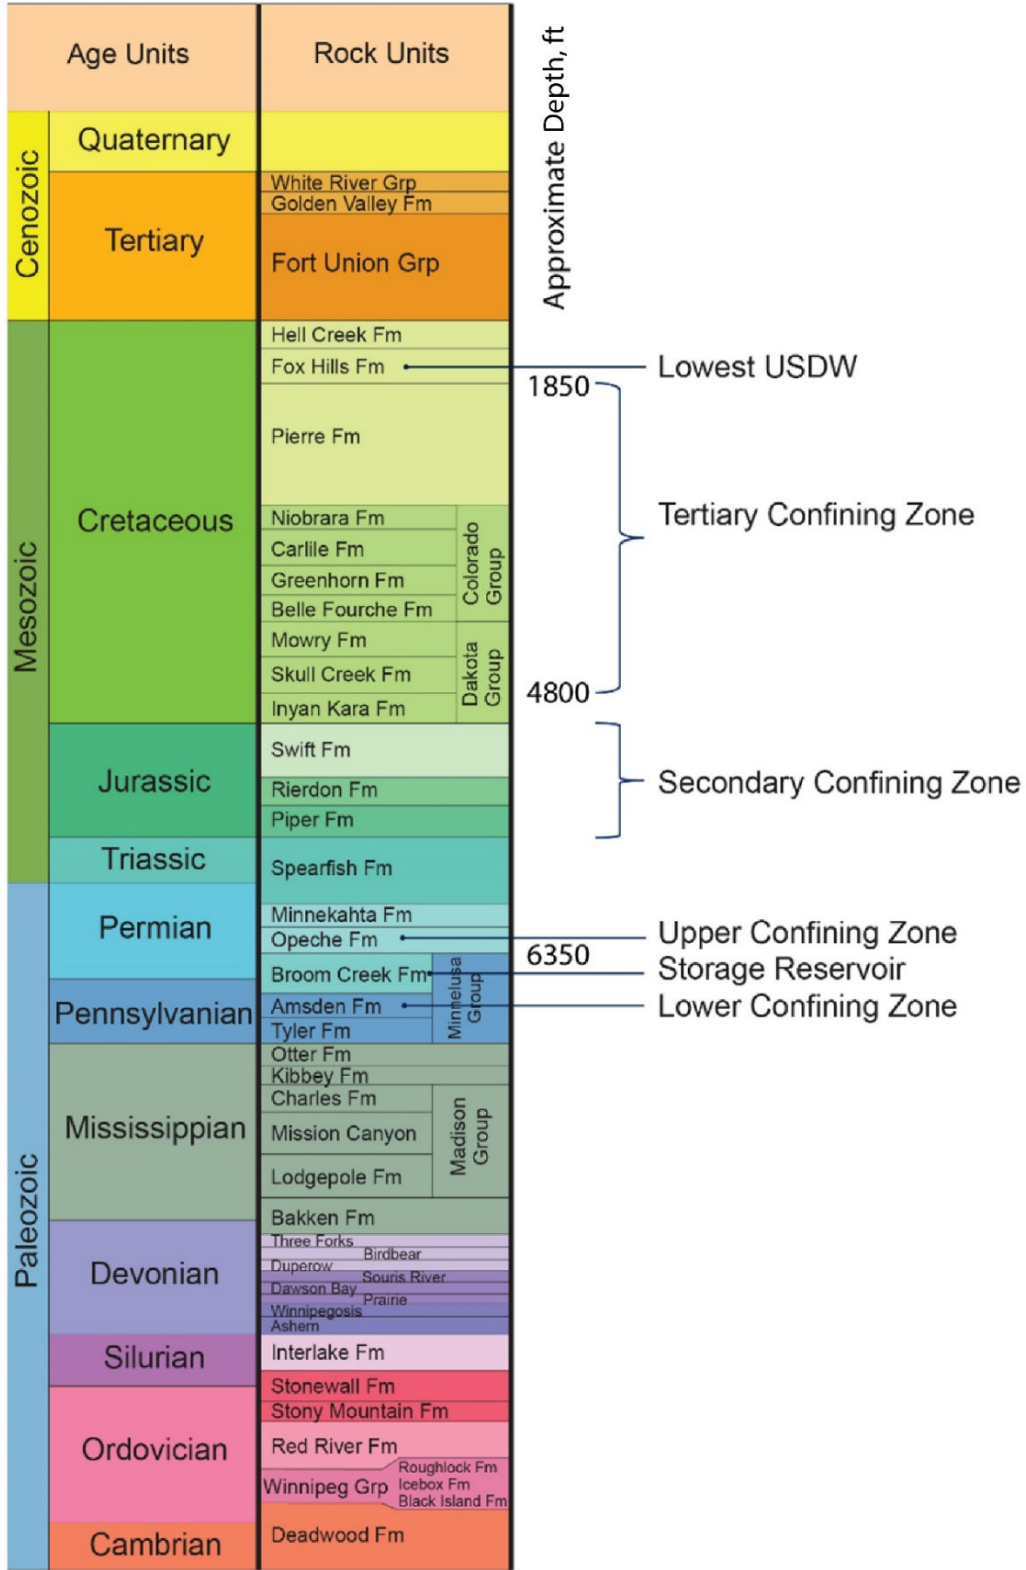 Age Units
Rock Units
Approximate Depth, ft
Cenozoic
Quaternary
Tertiary
White River Grp
Golden Valley Fm
Fort Union Grp
Mesozoic
Cretaceous
Hell Creek Fm
Fox Hills Fm
Lowest USDW
1850
Pierre Fm
Tertiary Confining Zone
Niobrara Fm
Carlile Fm
Greenhorn Fm
Belle Fourche Fm
Colorado
Group
Mowry Fm
Skull Creek Fm
Inyan Kara Fm
Dakota
Group
4800
Jurassic
Swift Fm
Rierdon Fm
Piper Fm
Secondary Confining Zone
Triassic
Spearfish Fm
Paleozoic
Permian
Minnekahta Fm
Opeche Fm
Upper Confining Zone
6350
Broom Creek Fm
Storage Reservoir
Pennsylvanian
Amsden Fm
Lower Confining Zone
Tyler Fm
Minnelusa
Group
Mississippian
Otter Fm
Kibbey Fm
Charles Fm
Mission Canyon
Lodgepole Fm
Madison
Group
Bakken Fm
Devonian
Three Forks
Birdbear
Duperow
Souris River
Dawson Bay
Prairie
Winnipegosis
Ashern
Silurian
Interlake Fm
Ordovician
Stonewall Fm
Stony Mountain Fm
Red River Fm
Winnipeg Grp
Roughlock Fm
Icebox Fm
Black Island Fm
Cambrian
Deadwood Fm